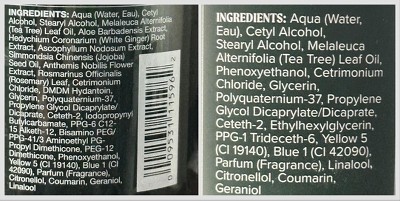 INGREDIENTS: Aqua (Water,
Eau), Cetyl Alcohol,
Stearyl Alcohol, Melaleuca Alternifolia
(Tea Tree) Leaf Oil, Aloe Barbadensis Extract,
Hedychium Coronarium (White Ginger) Root
Extract, Ascophyllum Nodosum Extract,
Simmondsia Chinensis (Jojoba)
Seed Oil, Anthemis Nobilis Flower
Extract, Rosmarinus Officinalis
(Rosemary) Leaf, Cetrimonium
Chloride, DMDM Hydantoin,
Glycerin, Polyquaternium-37,
Propylene Glycol Dicaprylate/
Dicaprate, Ceteth-2, Iodopropynyl
Butylcarbamate, PPG-6 C12-
15 Alketh-12, Bisamino PEG/
PPG-41/3 Aminoethyl PG-
Propyl Dimethicone, PEG-12
Dimethicone, Phenoxyethanol,
Yellow 5 (CI 19140), Blue 1
(CI 42090), Parfum (Fragrance),
Citronellol, Coumarin, Geraniol,
Linalool
INGREDIENTS: Aqua (Water,
Eau), Cetyl Alcohol,
Stearyl Alcohol, Melaleuca
Alternifolia (Tea Tree) Leaf Oil,
Phenoxyethanol, Cetrimonium
Chloride, Glycerin,
Polyquaternium-37, Propylene
Glycol Dicaprylate/Dicaprate,
Ceteth-2, Ethylhexylglycerin,
PPG-1 Trideceth-6, Yellow 5
(CI 19140), Blue 1 (CI 42090),
Parfum (Fragrance), Linalool,
Citronellol, Coumarin,
Geraniol